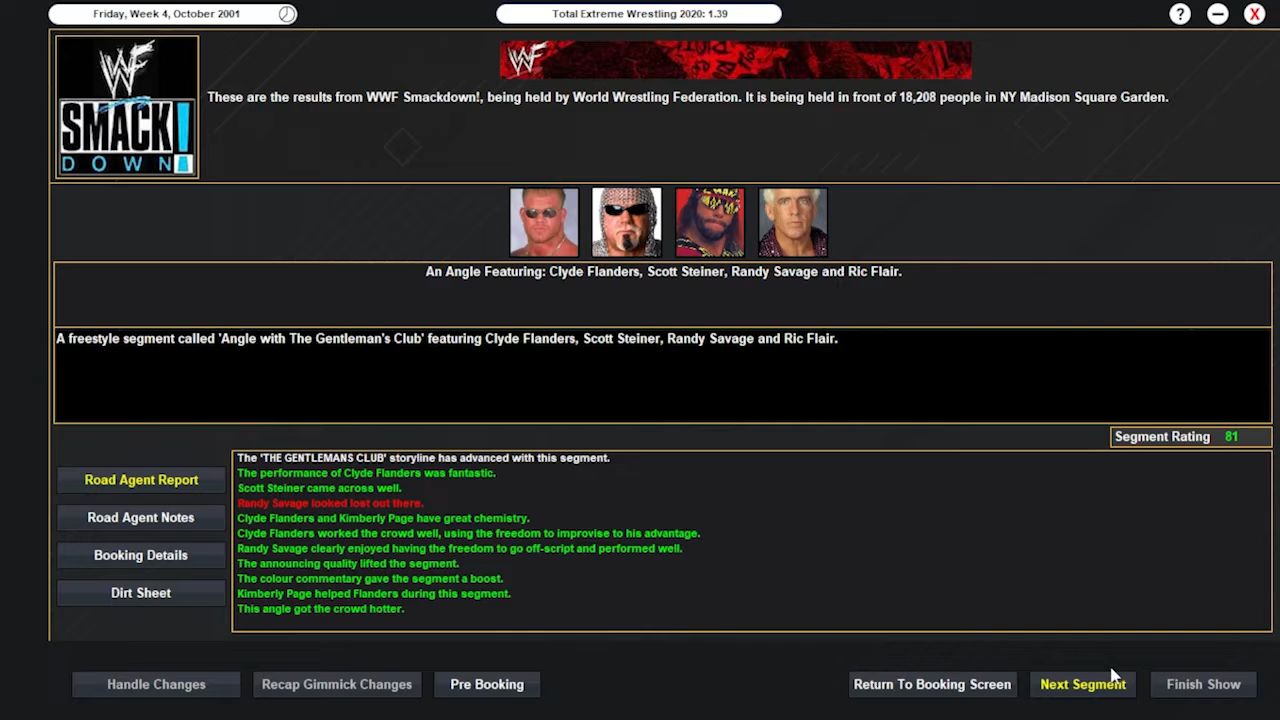 Friday, Week 4, October 2001
Total Extreme Wrestling 2020: 1.39
? X
WF
SMACK
DOWN!
WF
These are the results from WWF Smackdown!, being held by World Wrestling Federation. It is being held in front of 18,208 people in NY Madison Square Garden.
An Angle Featuring: Clyde Flanders, Scott Steiner, Randy Savage and Ric Flair.
A freestyle segment called 'Angle with The Gentleman's Club' featuring Clyde Flanders, Scott Steiner, Randy Savage and Ric Flair.
Segment Rating 81
Road Agent Report
Road Agent Notes
Booking Details
Dirt Sheet
The 'THE GENTLEMANS CLUB' storyline has advanced with this segment.
The performance of Clyde Flanders was fantastic.
Scott Steiner came across well.
Randy Savage looked lost out there.
Clyde Flanders and Kimberly Page have great chemistry.
Clyde Flanders worked the crowd well, using the freedom to improvise to his advantage.
Randy Savage clearly enjoyed having the freedom to go off-script and performed well.
The announcing quality lifted the segment.
The colour commentary gave the segment a boost.
Kimberly Page helped Flanders during this segment.
This angle got the crowd hotter.
Handle Changes
Recap Gimmick Changes
Pre Booking
Return To Booking Screen
Next Segment
Finish Show